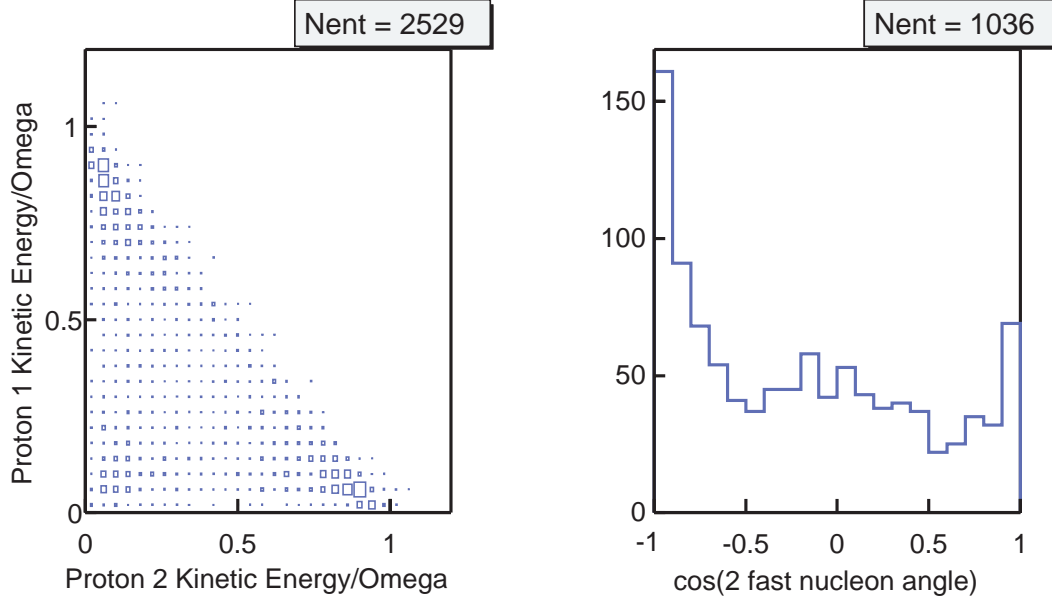 Nent = 2529
Proton 1 Kinetic Energy/Omega
1
0.5
0
0 0.5 1
Proton 2 Kinetic Energy/Omega
Nent = 1036
150
100
50
0
-1 -0.5 0 0.5 1
cos(2 fast nucleon angle)